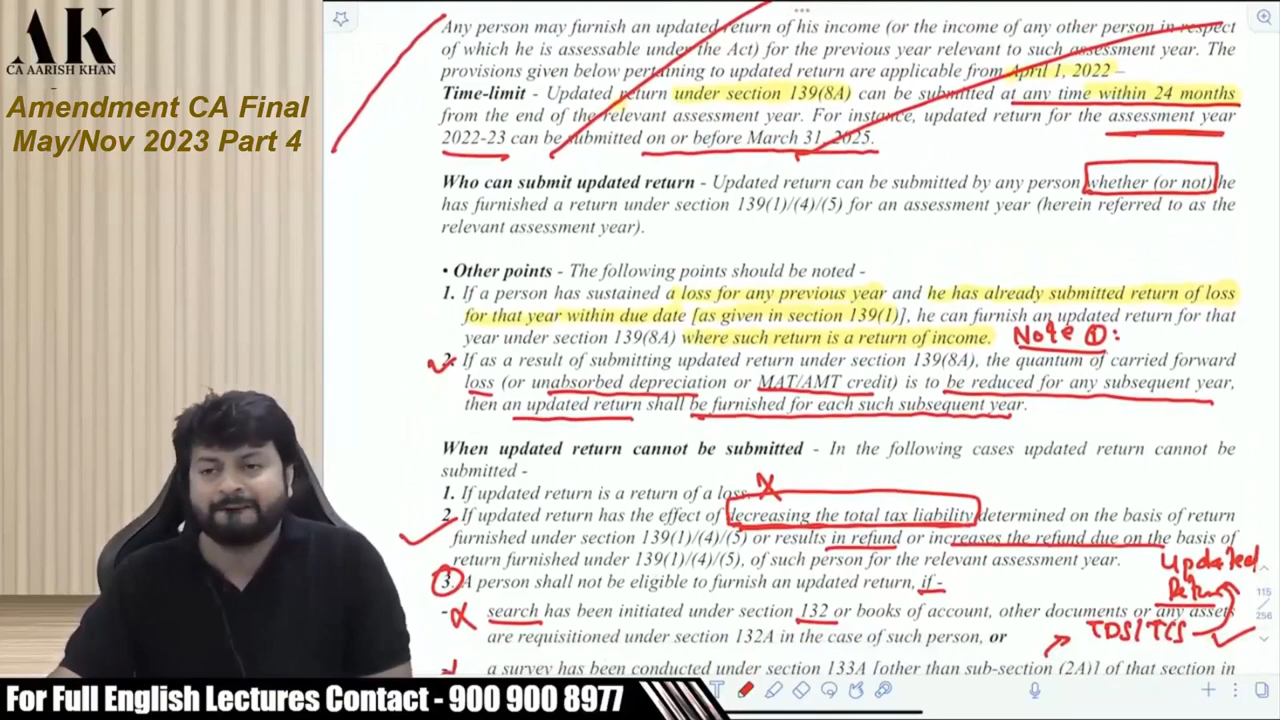 AK
CA AARISH KHAN
Amendment CA Final
May/Nov 2023 Part 4
Any person may furnish an updated return of his income (or the income of any other person in respect
of which he is assessable under the Act) for the previous year relevant to such assessment year. The
provisions given below pertaining to updated return are applicable from April 1, 2022 –
Time-limit - Updated return under section 139(8A) can be submitted at any time within 24 months
from the end of the relevant assessment year. For instance, updated return for the assessment year
2022-23 can be submitted on or before March 31, 2025.
Who can submit updated return - Updated return can be submitted by any person whether (or not) he
has furnished a return under section 139(1)/(4)/(5) for an assessment year (herein referred to as the
relevant assessment year).
• Other points - The following points should be noted -
1. If a person has sustained a loss for any previous year and he has already submitted return of loss
for that year within due date [as given in section 139(1)], he can furnish an updated return for that
year under section 139(8A) where such return is a return of income. Note ①:
2. If as a result of submitting updated return under section 139(8A), the quantum of carried forward
loss (or unabsorbed depreciation or MAT/AMT credit) is to be reduced for any subsequent year,
then an updated return shall be furnished for each such subsequent year.
When updated return cannot be submitted - In the following cases updated return cannot be
submitted -
1. If updated return is a return of a loss.
2. If updated return has the effect of decreasing the total tax liability determined on the basis of return
furnished under section 139(1)/(4)/(5) or results in refund or increases the refund due on the basis of
return furnished under 139(1)/(4)/(5), of such person for the relevant assessment year.
Updated
Return
3. A person shall not be eligible to furnish an updated return, if -
- search has been initiated under section 132 or books of account, other documents or any assets
are requisitioned under section 132A in the case of such person, or
TDS/TCS
a survey has been conducted under section 133A [other than sub-section (2A)] of that section in
115
256
For Full English Lectures Contact - 900 900 8977